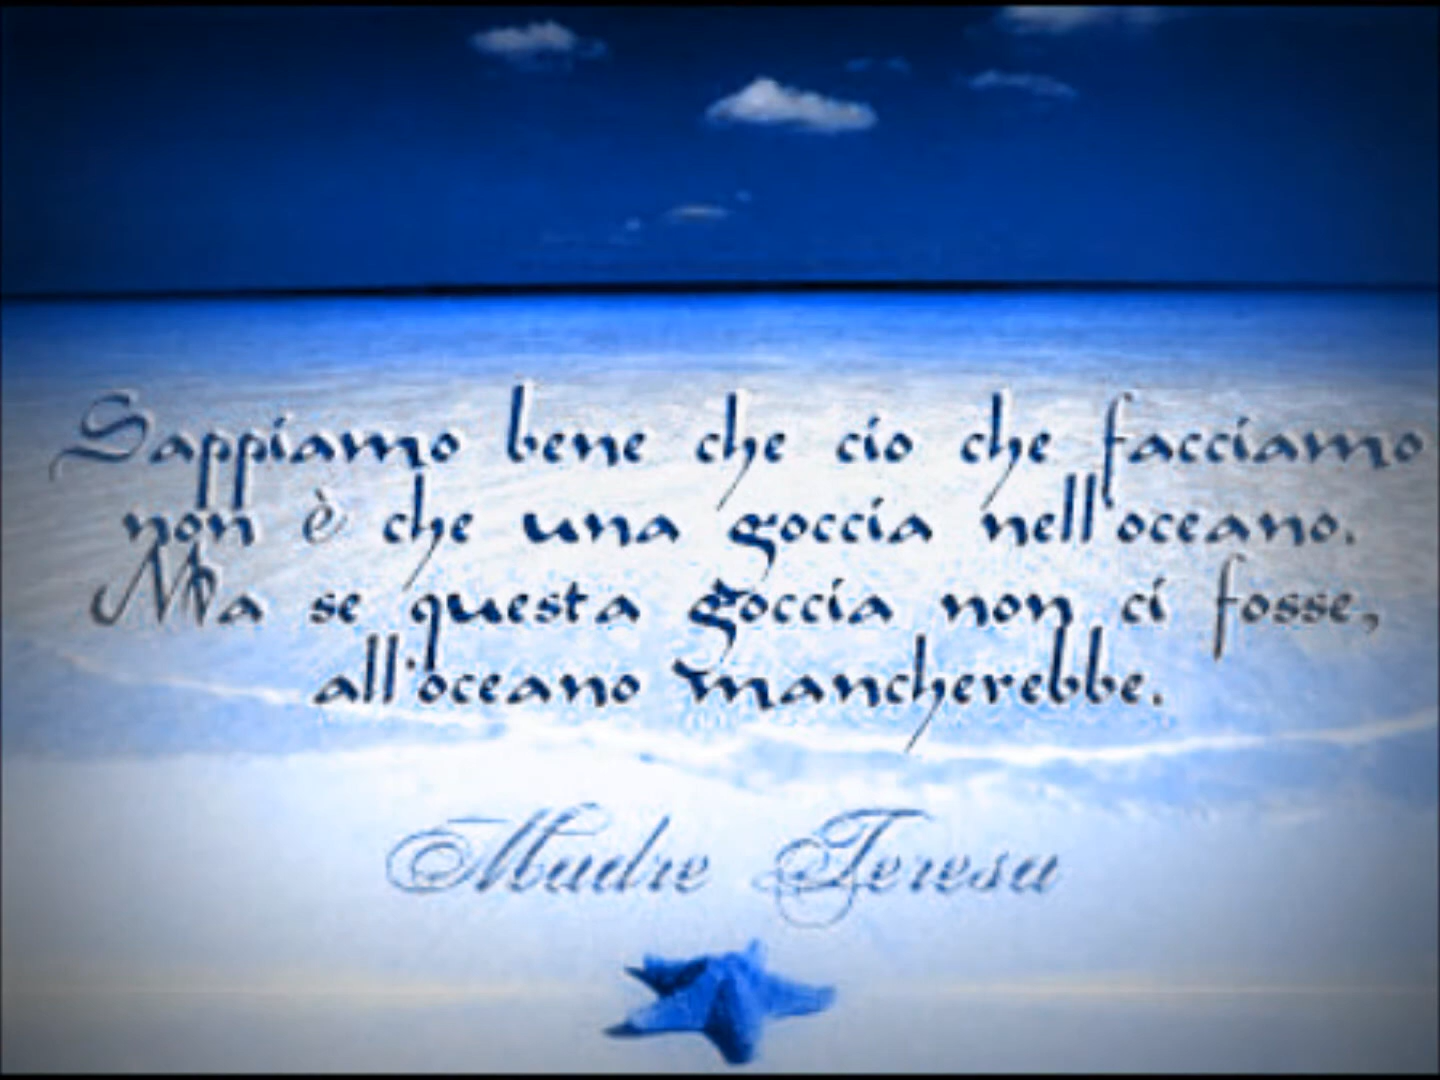 Sappiamo bene che cio che facciamo
non è che una goccia nell'oceano.
Ma se questa goccia non ci fosse,
all'oceano mancherebbe.
Madre Teresa